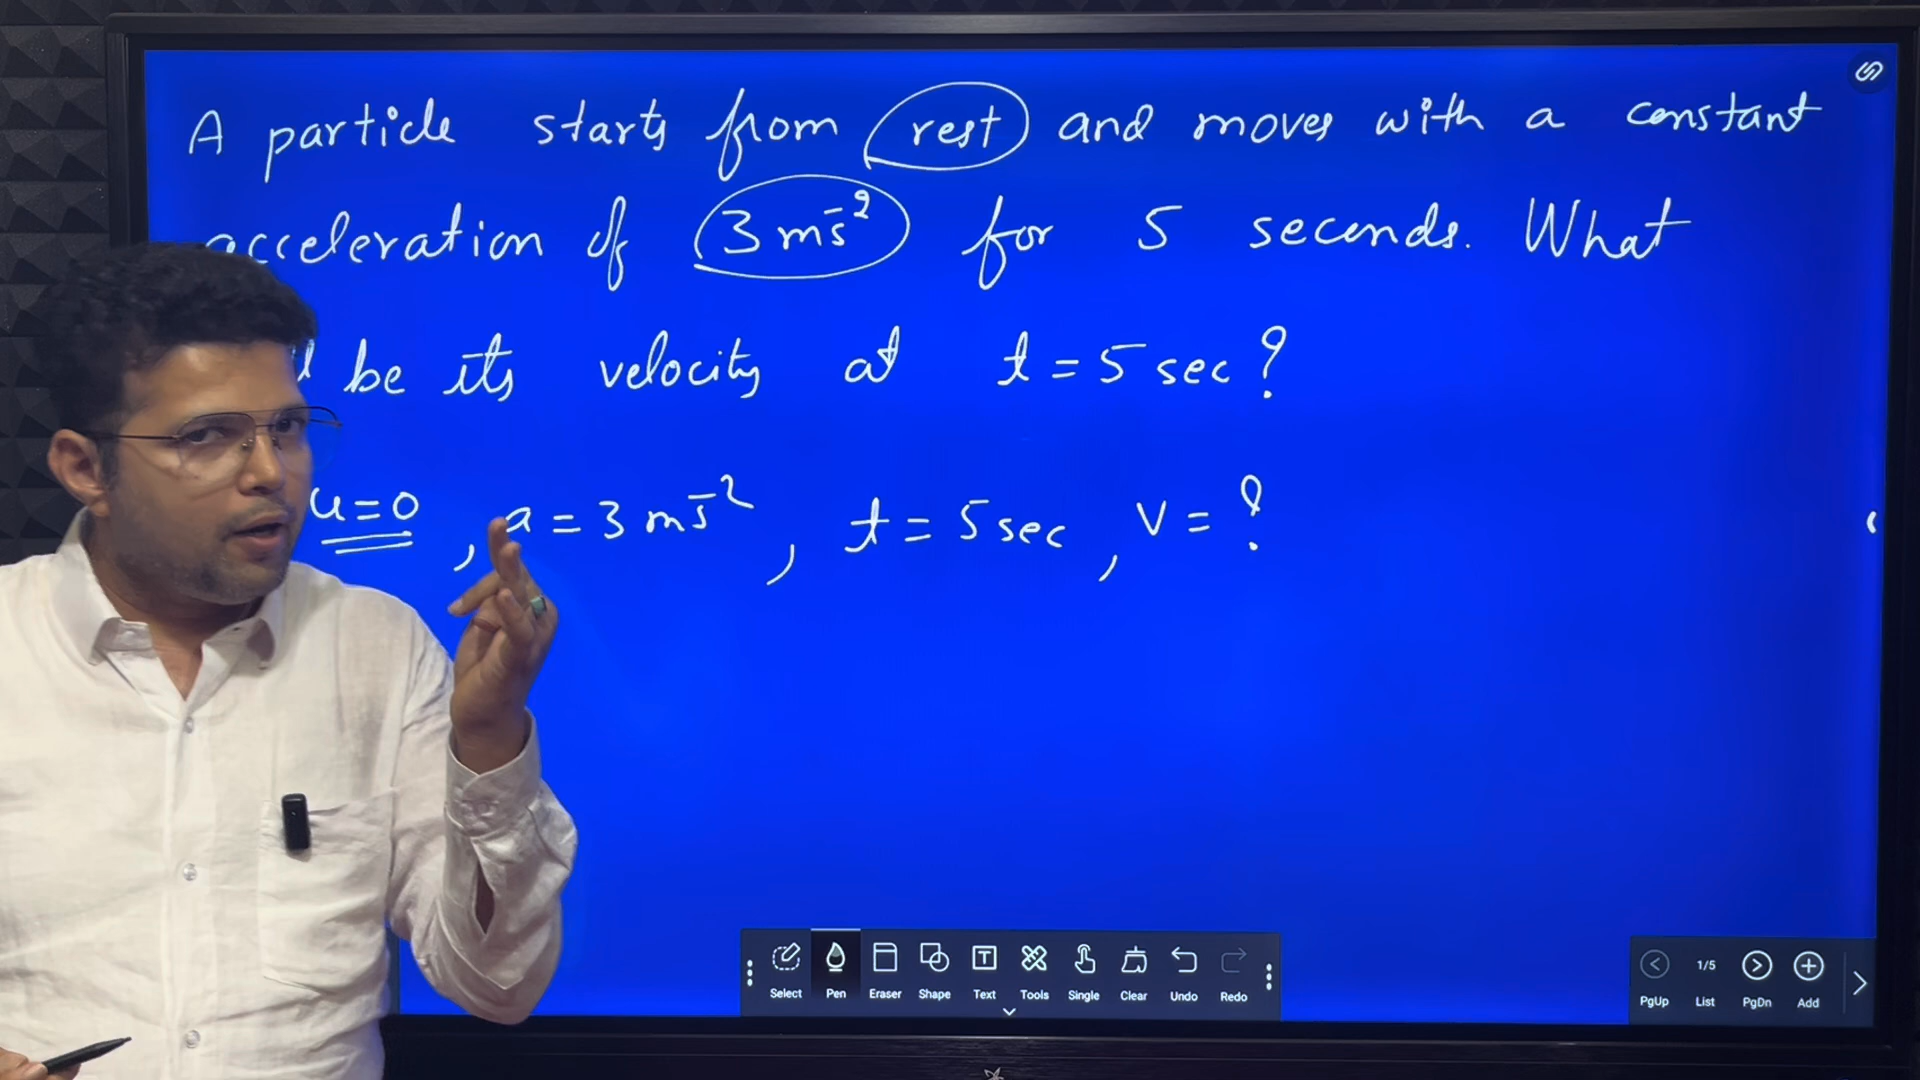 A particle starts from rest and moves with a constant
acceleration of 3 ms⁻² for 5 seconds. What
be its velocity at t = 5 sec ?
u = 0 , a = 3 ms⁻² , t = 5 sec , v = ?
Select Pen Eraser Shape Text Tools Single Clear Undo Redo
1/5
PgUp List PgDn Add